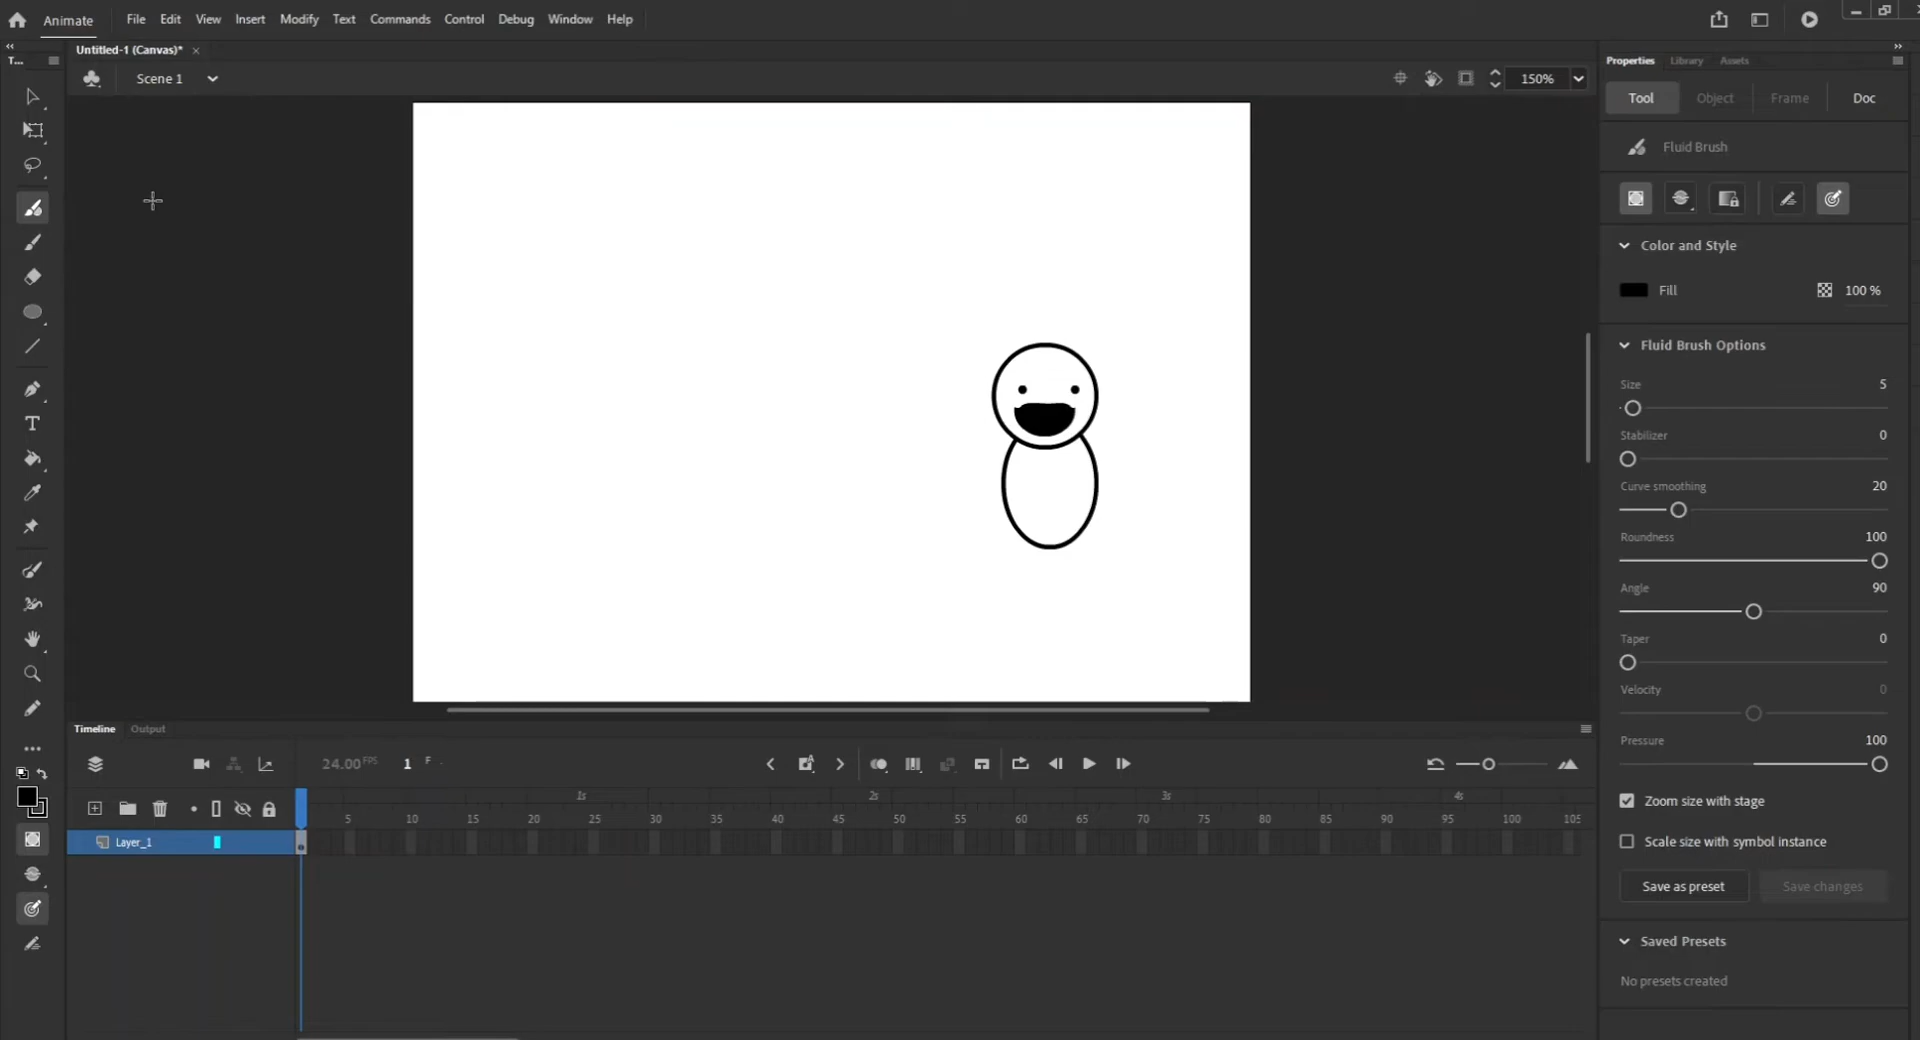 Animate File Edit View Insert Modify Text Commands Control Debug Window Help
Untitled-1 (Canvas)* ×
T...
Scene 1
150%
Properties Library Assets
Tool Object Frame Doc
Fluid Brush
Color and Style
Fill 100 %
Fluid Brush Options
Size 5
Stabilizer 0
Curve smoothing 20
Roundness 100
Angle 90
Taper 0
Velocity 0
Pressure 100
Zoom size with stage
Scale size with symbol instance
Save as preset Save changes
Saved Presets
No presets created
Timeline Output
24.00 FPS 1 F
1s 2s 3s 4s
5 10 15 20 25 30 35 40 45 50 55 60 65 70 75 80 85 90 95 100 105
Layer_1